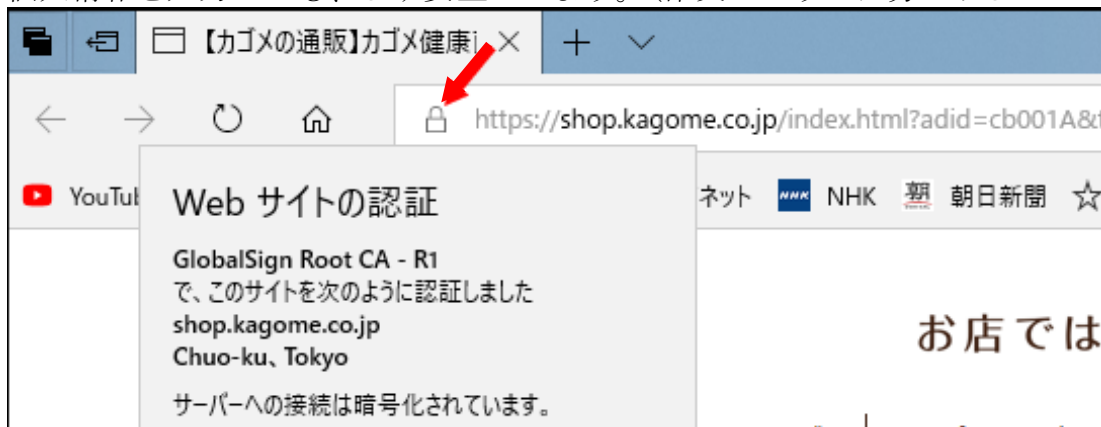 【カゴメの通販】カゴメ健康
https://shop.kagome.co.jp/index.html?adid=cb001A&
YouTu
ネット
NHK
朝日新聞
Web サイトの認証
GlobalSign Root CA - R1
で、このサイトを次のように認証しました
shop.kagome.co.jp
Chuo-ku、Tokyo
サーバーへの接続は暗号化されています。
お店では